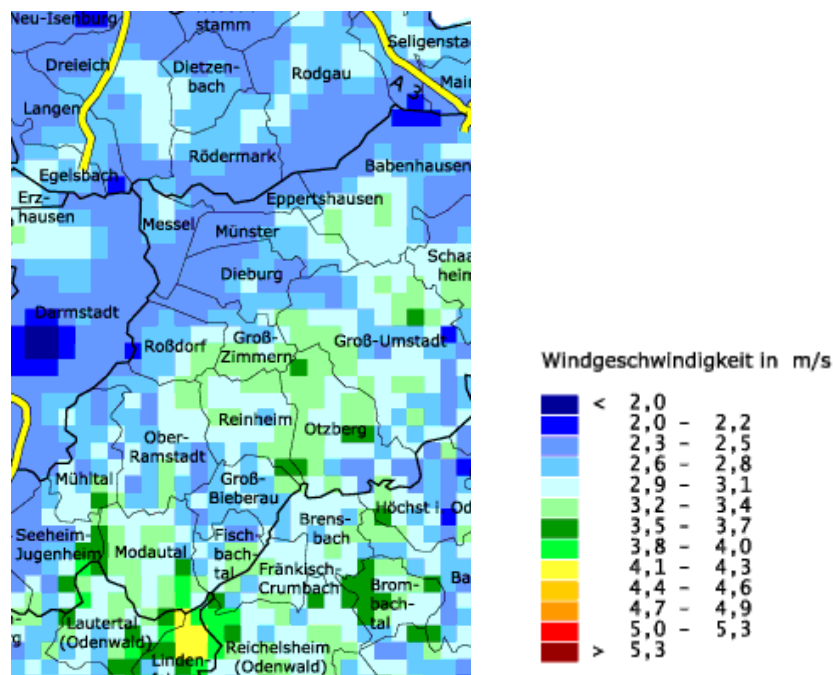 Neu-Isenburg
stamm
Seligensta
Dreieich
Dietzen-
bach
Rodgau
Mai
A 3
Langen
Rödermark
Babenhausen
Egelsbach
Erz-
hausen
Eppertshausen
Messel
Münster
Schaa
heim
Dieburg
Darmstadt
Roßdorf
Groß-
Zimmern
Groß-Umstadt
Reinheim
Otzberg
Ober-
Ramstadt
Mühltal
Groß-
Bieberau
Höchst i. Od
Brens-
bach
Seeheim-
Jugenheim
Modautal
Fisch-
bach-
tal
Fränkisch-
Crumbach
Brom-
bach-
tal
Ba
Lautertal
(Odenwald)
Linden-
Reichelsheim
(Odenwald)
Windgeschwindigkeit in m/s
< 2,0
2,0 - 2,2
2,3 - 2,5
2,6 - 2,8
2,9 - 3,1
3,2 - 3,4
3,5 - 3,7
3,8 - 4,0
4,1 - 4,3
4,4 - 4,6
4,7 - 4,9
5,0 - 5,3
> 5,3